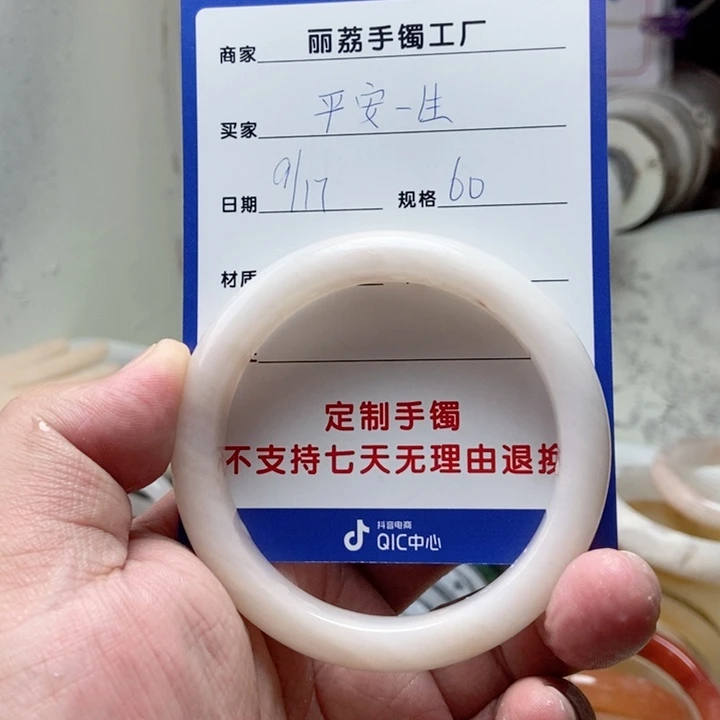 商家 丽荔手镯工厂
买家 平安一生
日期 9/17 规格 60
材质
定制手镯
不支持七天无理由退换
抖音电商
QIC中心